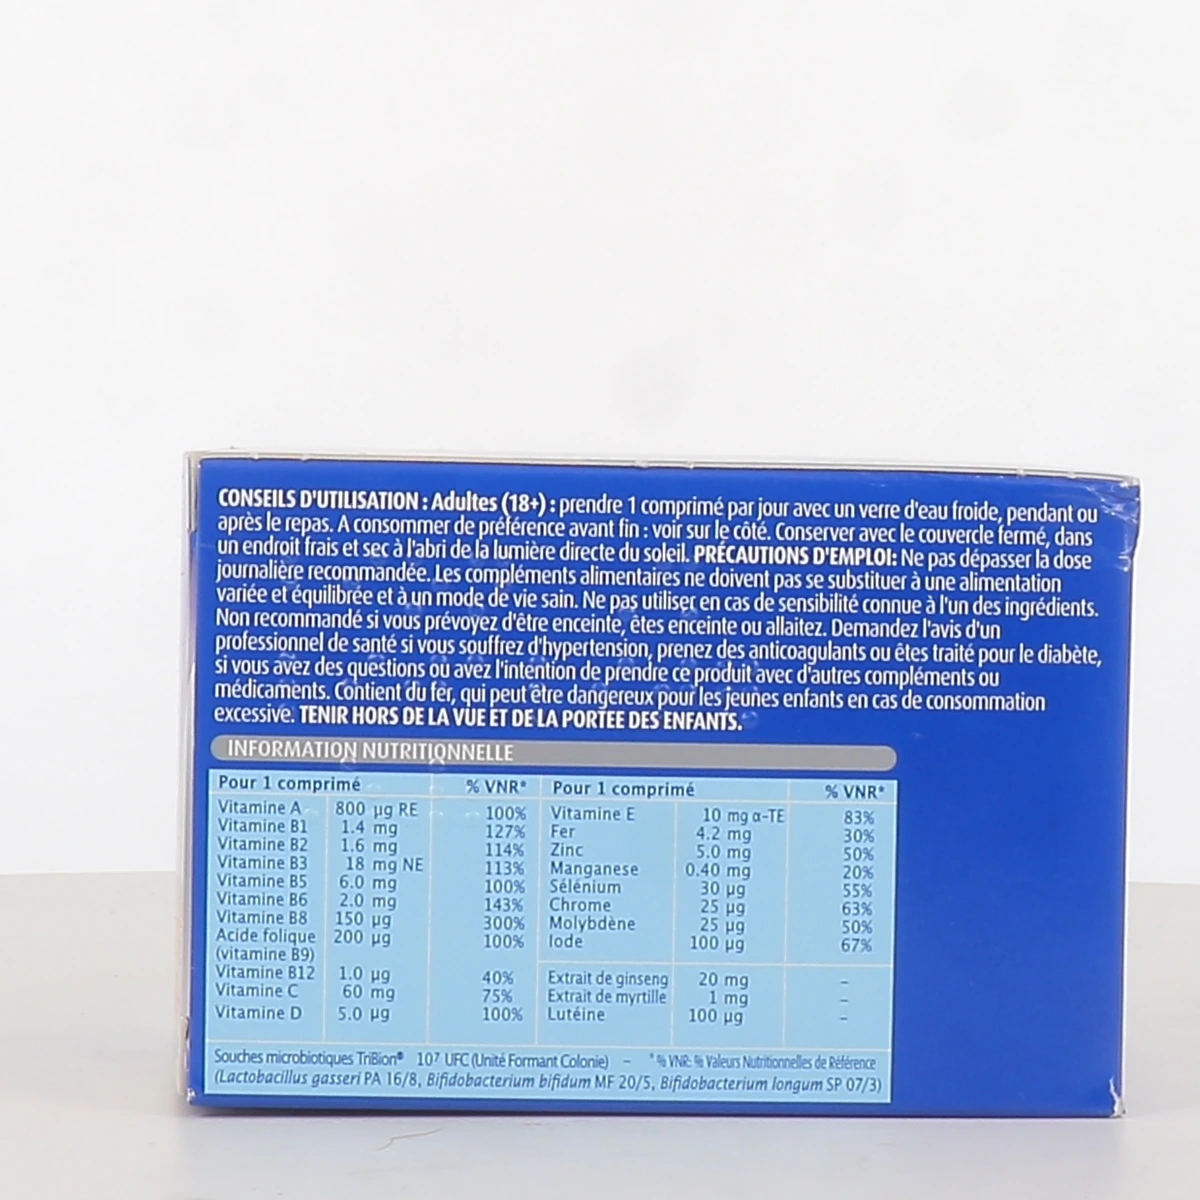 CONSEILS D'UTILISATION : Adultes (18+) : prendre 1 comprimé par jour avec un verre d'eau froide, pendant ou
après le repas. A consommer de préférence avant fin : voir sur le côté. Conserver avec le couvercle fermé, dans
un endroit frais et sec à l'abri de la lumière directe du soleil. PRÉCAUTIONS D'EMPLOI: Ne pas dépasser la dose
journalière recommandée. Les compléments alimentaires ne doivent pas se substituer à une alimentation
variée et équilibrée et à un mode de vie sain. Ne pas utiliser en cas de sensibilité connue à l'un des ingrédients.
Non recommandé si vous prévoyez d'être enceinte, êtes enceinte ou allaitez. Demandez l'avis d'un
professionnel de santé si vous souffrez d'hypertension, prenez des anticoagulants ou êtes traité pour le diabète,
si vous avez des questions ou avez l'intention de prendre ce produit avec d'autres compléments ou
médicaments. Contient du fer, qui peut être dangereux pour les jeunes enfants en cas de consommation
excessive. TENIR HORS DE LA VUE ET DE LA PORTEE DES ENFANTS.
INFORMATION NUTRITIONNELLE
Pour 1 comprimé % VNR* Pour 1 comprimé % VNR*
Vitamine A 800 µg RE 100% Vitamine E 10 mg α-TE 83%
Vitamine B1 1.4 mg 127% Fer 4.2 mg 30%
Vitamine B2 1.6 mg 114% Zinc 5.0 mg 50%
Vitamine B3 18 mg NE 113% Manganese 0.40 mg 20%
Vitamine B5 6.0 mg 100% Sélénium 30 µg 55%
Vitamine B6 2.0 mg 143% Chrome 25 µg 63%
Vitamine B8 150 µg 300% Molybdène 25 µg 50%
Acide folique 200 µg 100% Iode 100 µg 67%
(vitamine B9)
Vitamine B12 1.0 µg 40% Extrait de ginseng 20 mg –
Vitamine C 60 mg 75% Extrait de myrtille 1 mg –
Vitamine D 5.0 µg 100% Lutéine 100 µg –
Souches microbiotiques TriBion® 10⁷ UFC (Unité Formant Colonie) – * % VNR: % Valeurs Nutritionnelles de Référence
(Lactobacillus gasseri PA 16/8, Bifidobacterium bifidum MF 20/5, Bifidobacterium longum SP 07/3)